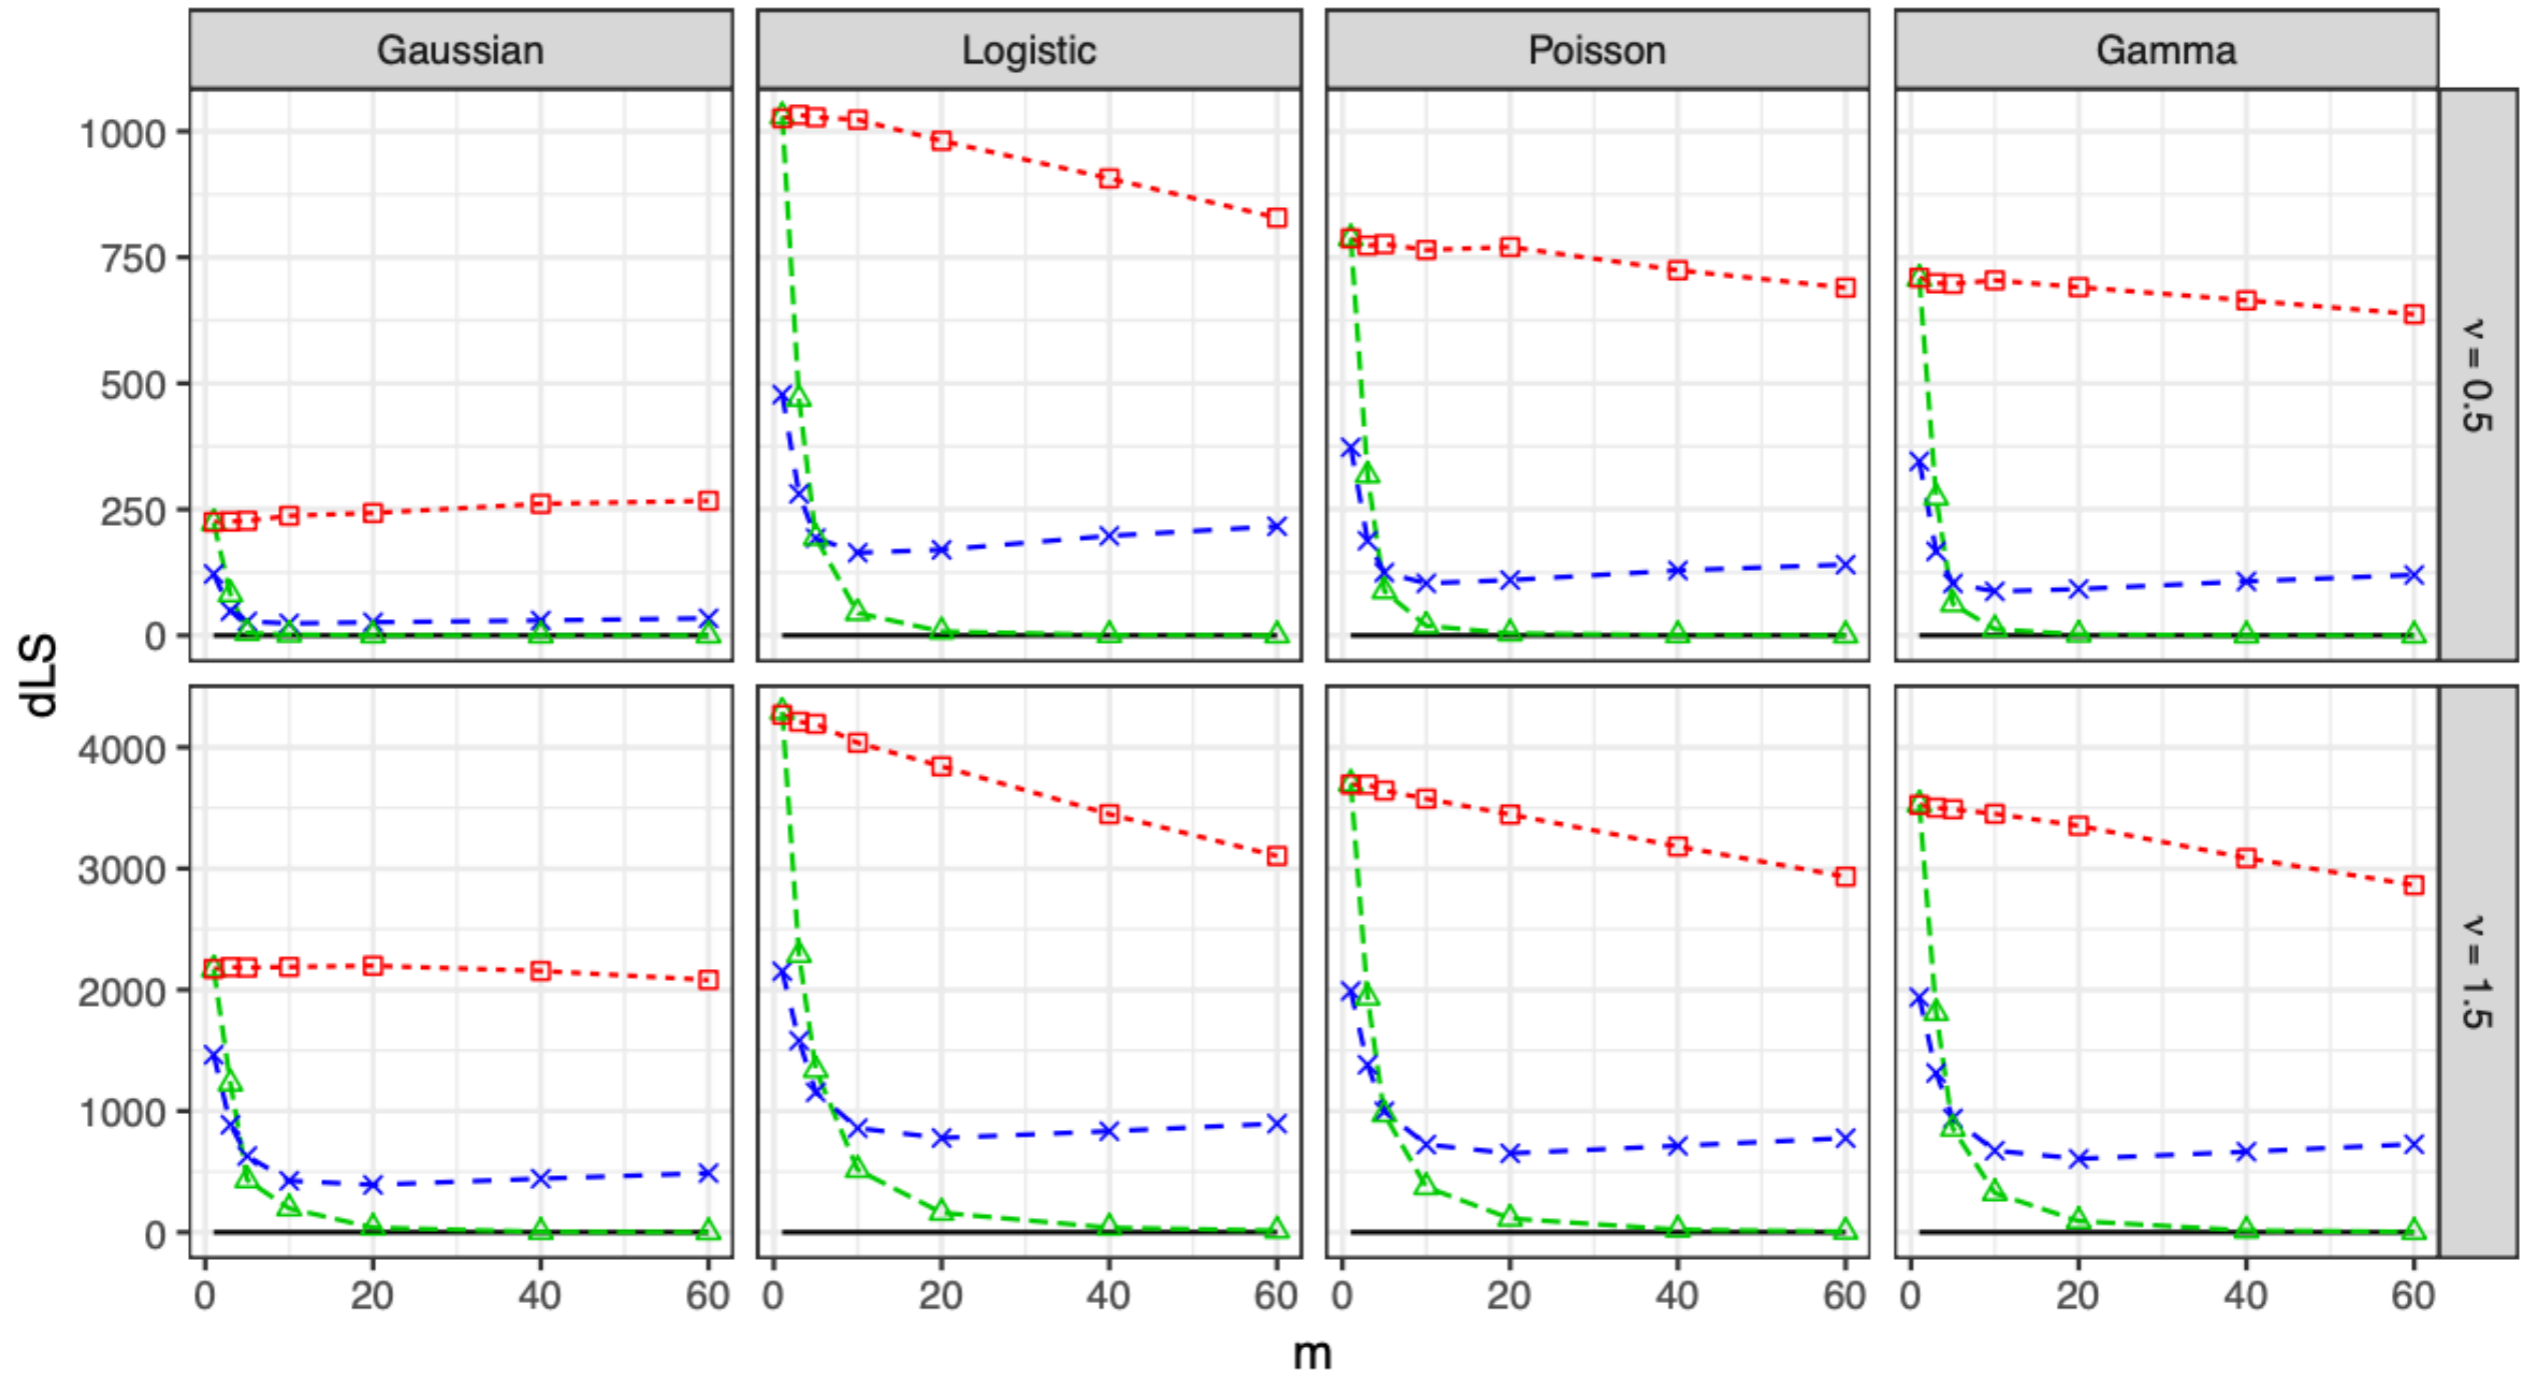 Gaussian Logistic Poisson Gamma
1000
750
500
250
0
ν = 0.5
dLS
4000
3000
2000
1000
0
ν = 1.5
0 20 40 60 0 20 40 60 0 20 40 60 0 20 40 60
m